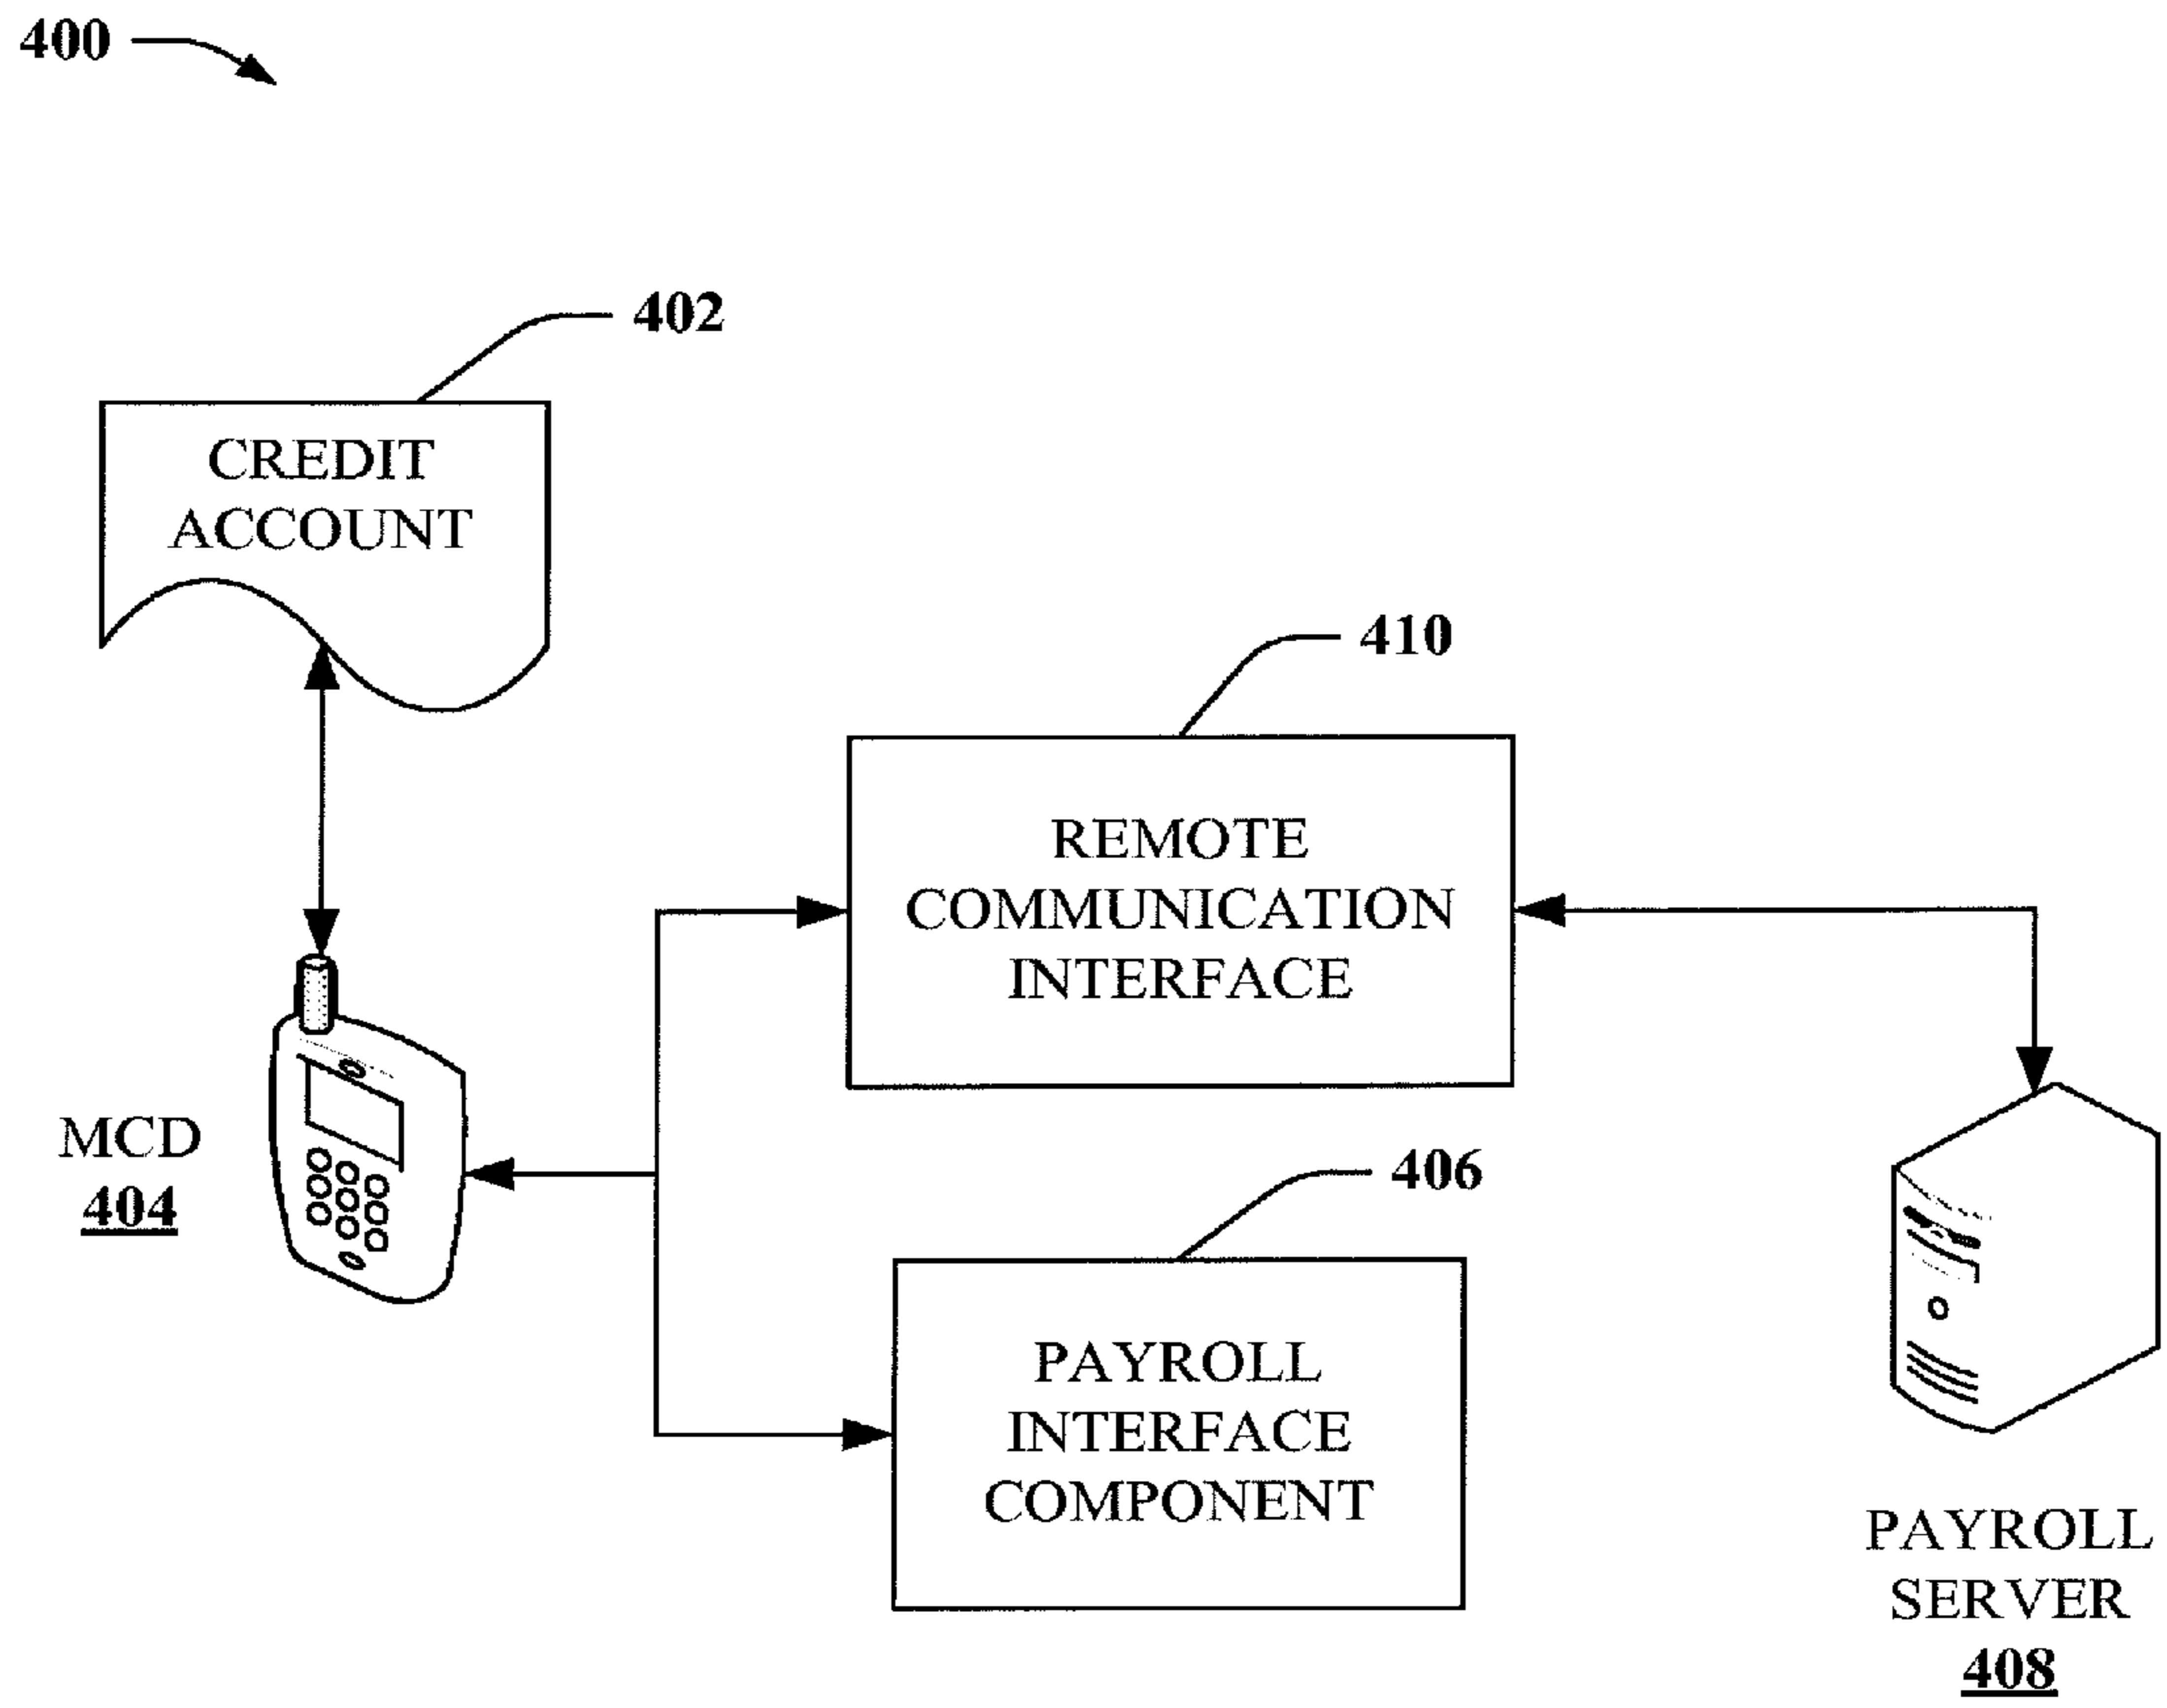 400
402
CREDIT
ACCOUNT
410
REMOTE
COMMUNICATION
INTERFACE
MCD
404
406
PAYROLL
INTERFACE
COMPONENT
PAYROLL
SERVER
408